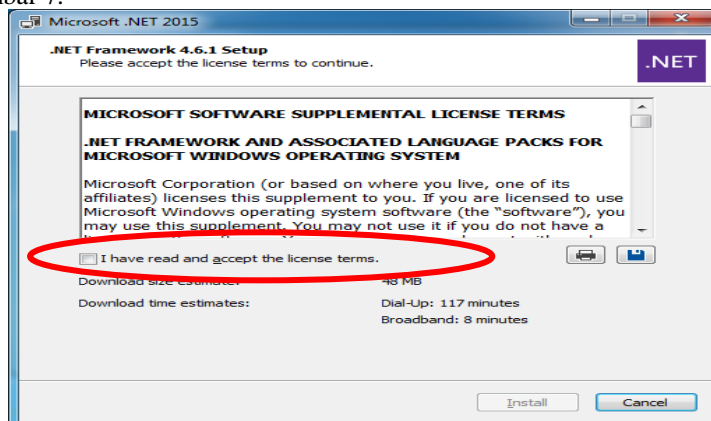 bar 7.
Microsoft .NET 2015
.NET Framework 4.6.1 Setup
Please accept the license terms to continue.
.NET
MICROSOFT SOFTWARE SUPPLEMENTAL LICENSE TERMS
.NET FRAMEWORK AND ASSOCIATED LANGUAGE PACKS FOR
MICROSOFT WINDOWS OPERATING SYSTEM
Microsoft Corporation (or based on where you live, one of its
affiliates) licenses this supplement to you. If you are licensed to use
Microsoft Windows operating system software (the “software”), you
may use this supplement. You may not use it if you do not have a
I have read and accept the license terms.
Download size estimate: 48 MB
Download time estimates: Dial-Up: 117 minutes
Broadband: 8 minutes
Install Cancel